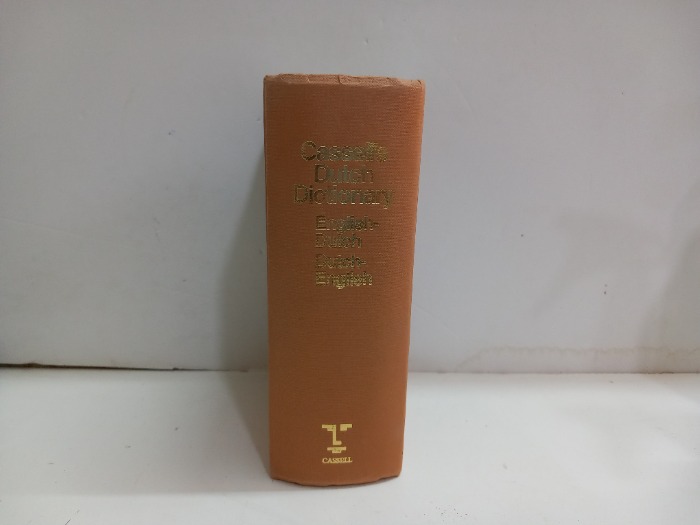 Cassell's
Dutch
Dictionary
English-
Dutch
Dutch-
English
CASSELL